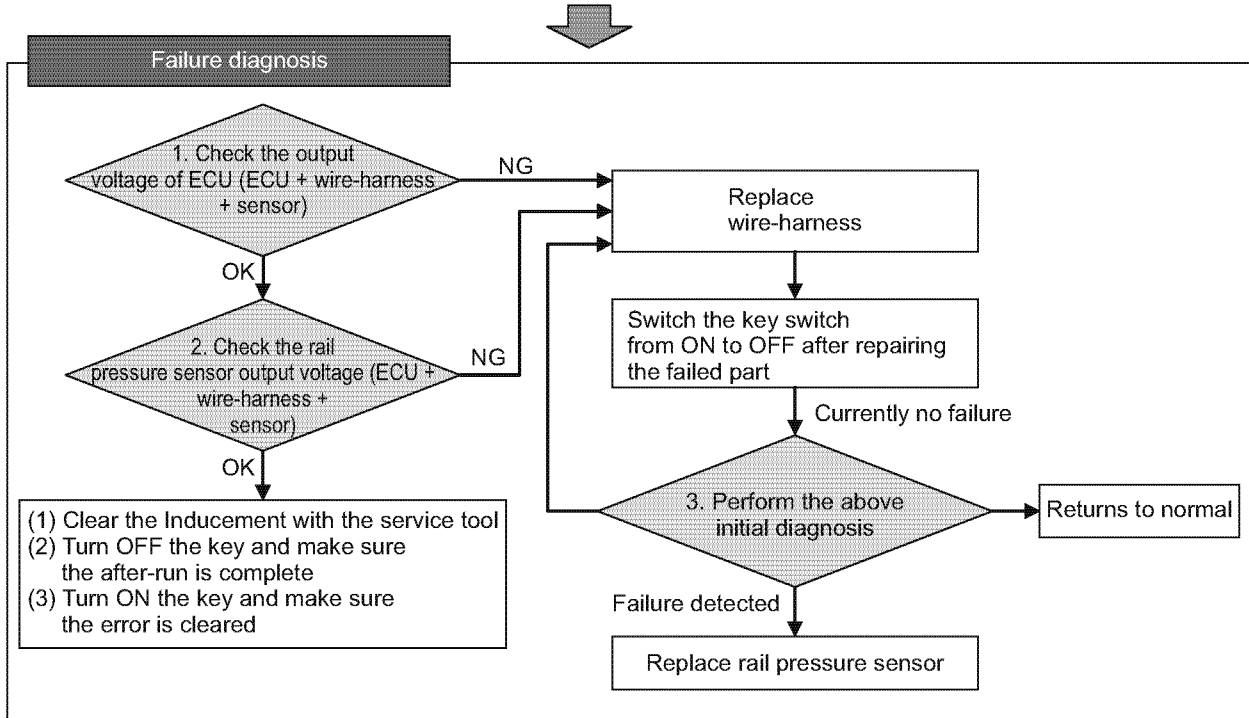 Failure diagnosis
1. Check the output
voltage of ECU (ECU + wire-harness
+ sensor)
NG
OK
2. Check the rail
pressure sensor output voltage (ECU +
wire-harness +
sensor)
NG
OK
(1) Clear the Inducement with the service tool
(2) Turn OFF the key and make sure
the after-run is complete
(3) Turn ON the key and make sure
the error is cleared
Replace
wire-harness
Switch the key switch
from ON to OFF after repairing
the failed part
Currently no failure
3. Perform the above
initial diagnosis
Returns to normal
Failure detected
Replace rail pressure sensor